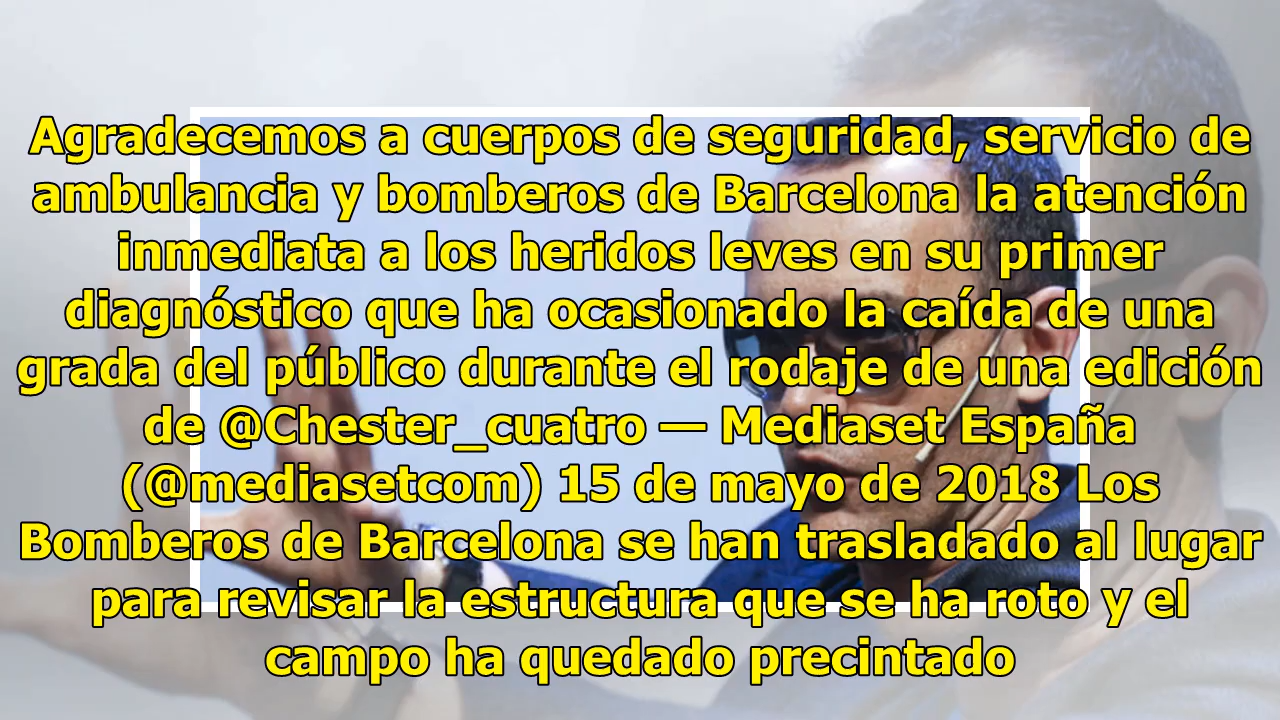 Agradecemos a cuerpos de seguridad, servicio de
ambulancia y bomberos de Barcelona la atención
inmediata a los heridos leves en su primer
diagnóstico que ha ocasionado la caída de una
grada del público durante el rodaje de una edición
de @Chester_cuatro — Mediaset España
(@mediasetcom) 15 de mayo de 2018 Los
Bomberos de Barcelona se han trasladado al lugar
para revisar la estructura que se ha roto y el
campo ha quedado precintado